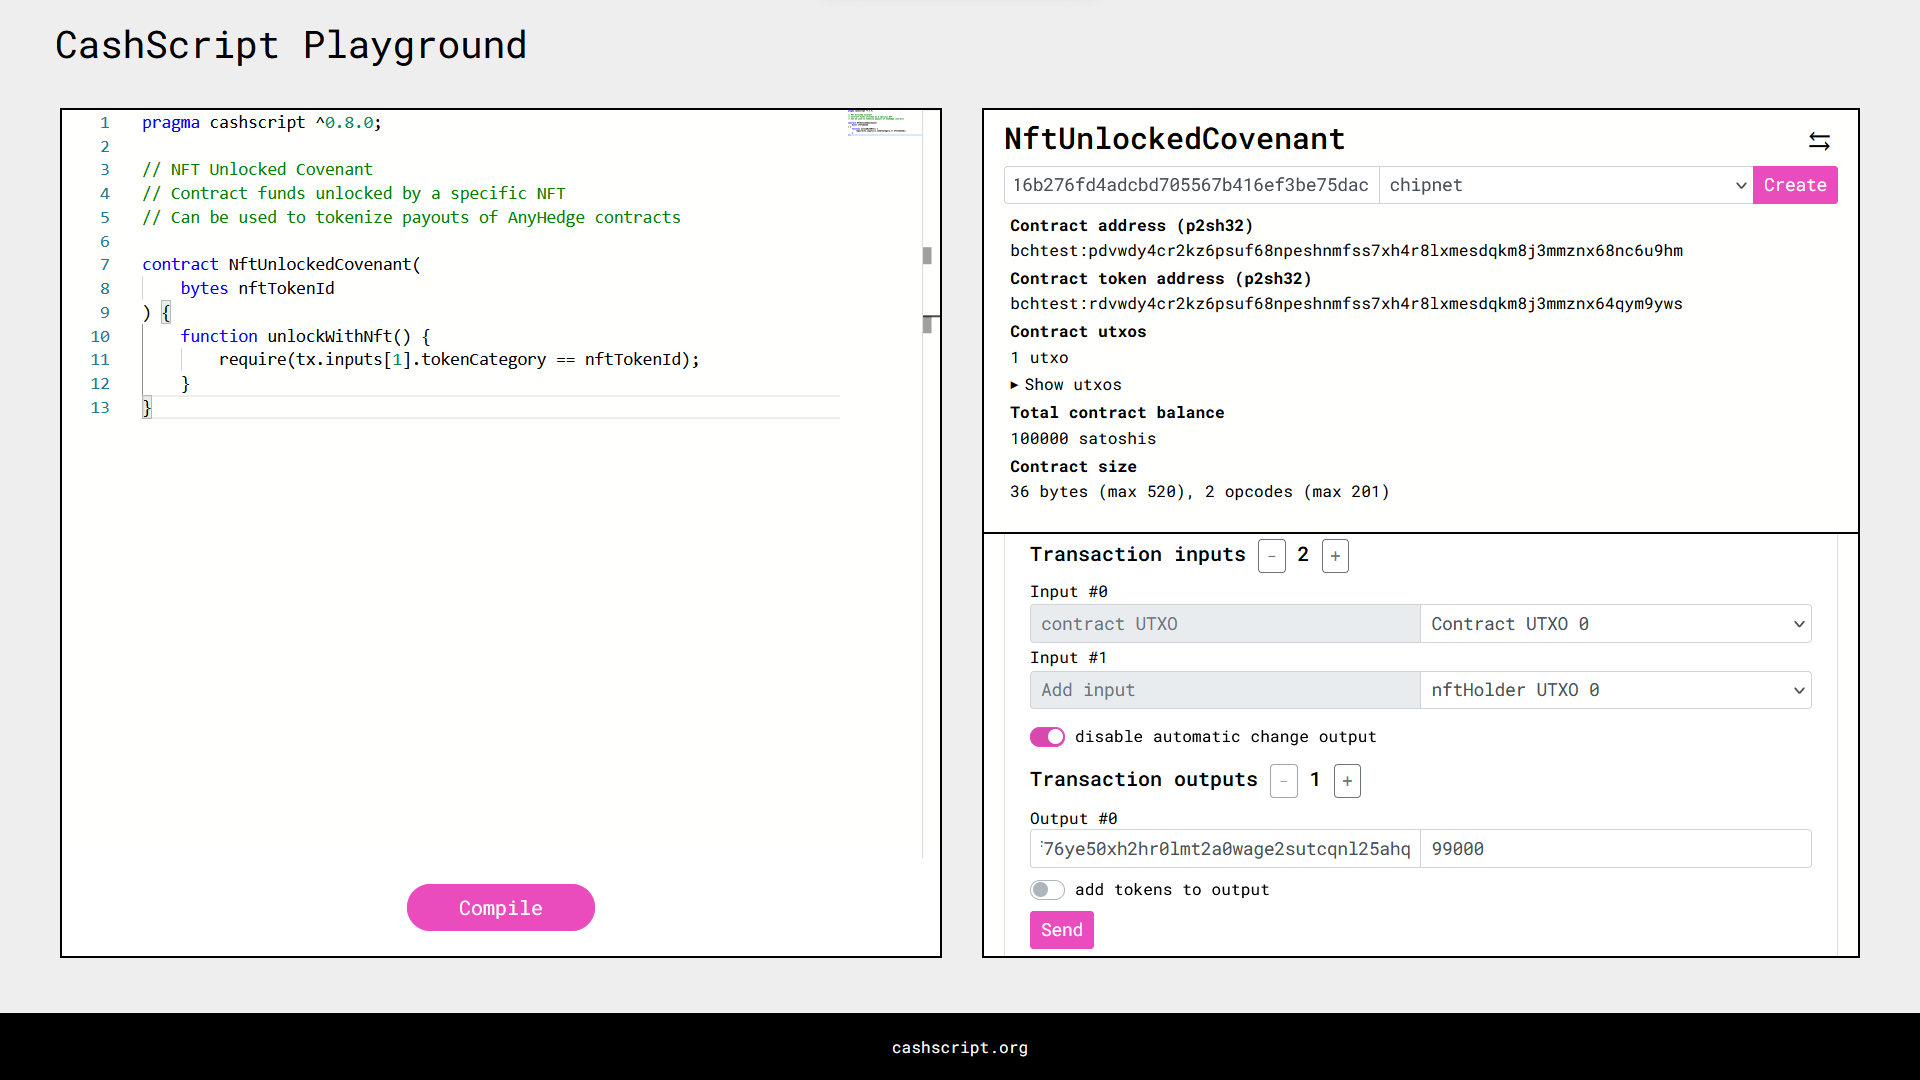 CashScript Playground
1 pragma cashscript ^0.8.0;
2
3 // NFT Unlocked Covenant
4 // Contract funds unlocked by a specific NFT
5 // Can be used to tokenize payouts of AnyHedge contracts
6
7 contract NftUnlockedCovenant(
8 bytes nftTokenId
9 ) {
10 function unlockWithNft() {
11 require(tx.inputs[1].tokenCategory == nftTokenId);
12 }
13 }
Compile
NftUnlockedCovenant
16b276fd4adcbd705567b416ef3be75dac chipnet Create
Contract address (p2sh32)
bchtest:pdvwdy4cr2kz6psuf68npeshnmfss7xh4r8lxmesdqkm8j3mmznx68nc6u9hm
Contract token address (p2sh32)
bchtest:rdvwdy4cr2kz6psuf68npeshnmfss7xh4r8lxmesdqkm8j3mmznx64qym9yws
Contract utxos
1 utxo
▸ Show utxos
Total contract balance
100000 satoshis
Contract size
36 bytes (max 520), 2 opcodes (max 201)
Transaction inputs - 2 +
Input #0
contract UTXO Contract UTXO 0
Input #1
Add input nftHolder UTXO 0
disable automatic change output
Transaction outputs - 1 +
Output #0
76ye50xh2hr0lmt2a0wage2sutcqnl25ahq 99000
add tokens to output
Send
cashscript.org